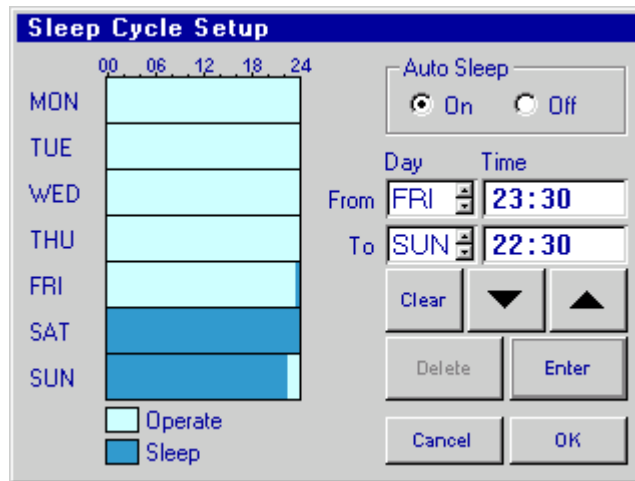 Sleep Cycle Setup
00 06 12 18 24
MON
TUE
WED
THU
FRI
SAT
SUN
Operate
Sleep
Auto Sleep
On Off
Day Time
From FRI 23:30
To SUN 22:30
Clear
Delete Enter
Cancel OK